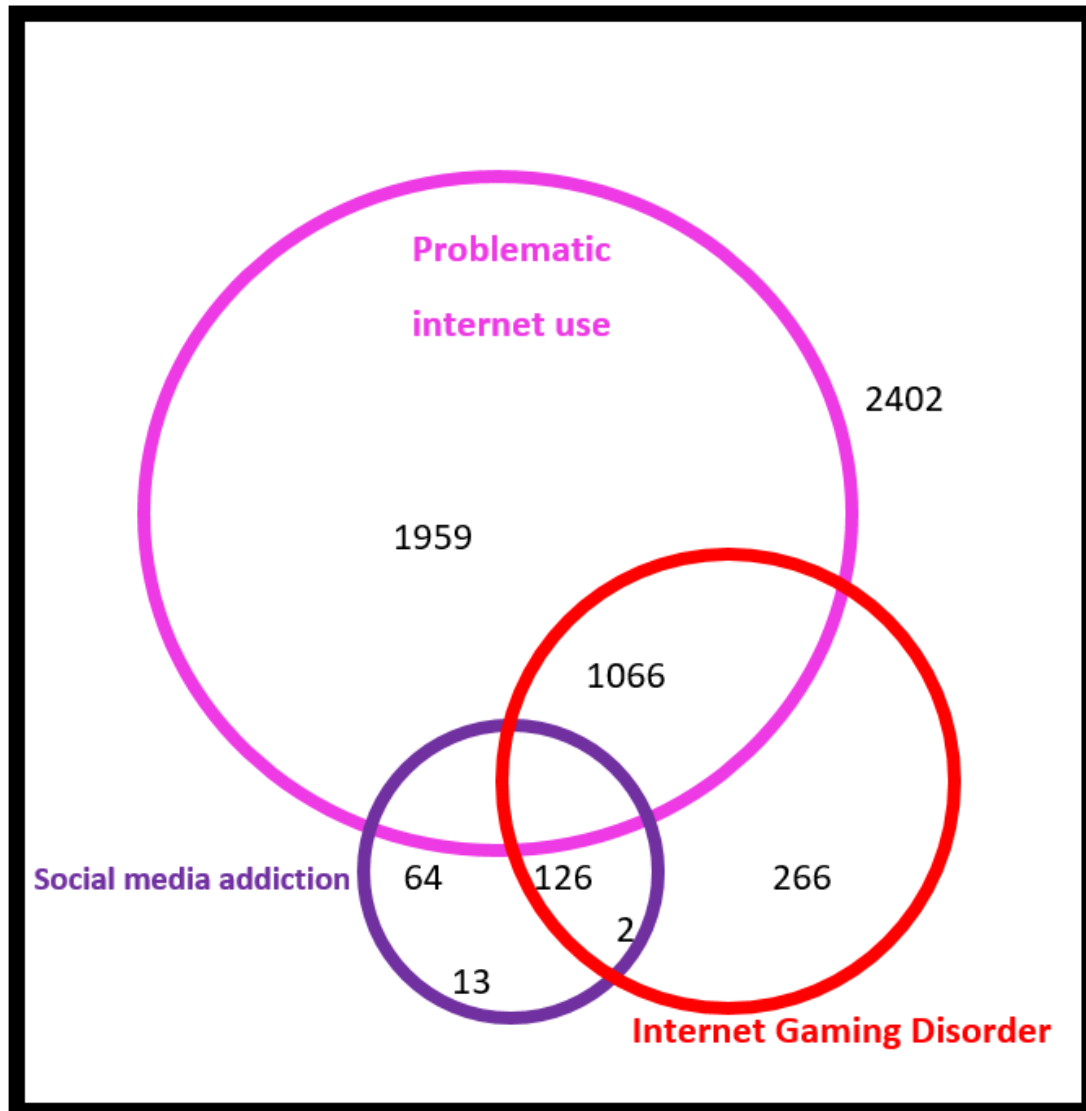 Problematic
internet use
2402
1959
1066
Social media addiction
64
126
266
2
13
Internet Gaming Disorder